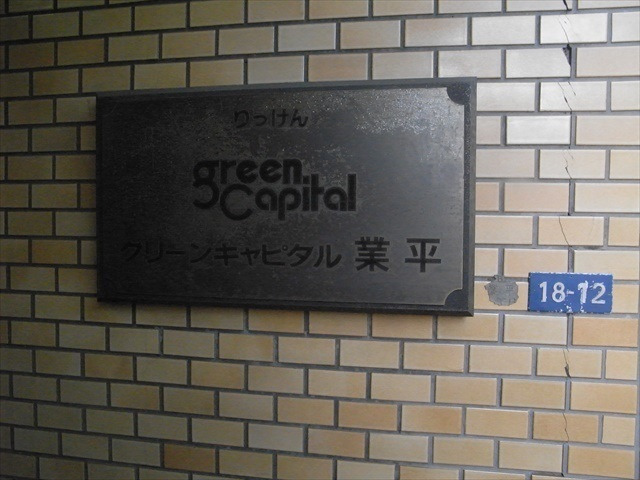 りっけん
green
Capital
グリーンキャピタル 業平
18-12